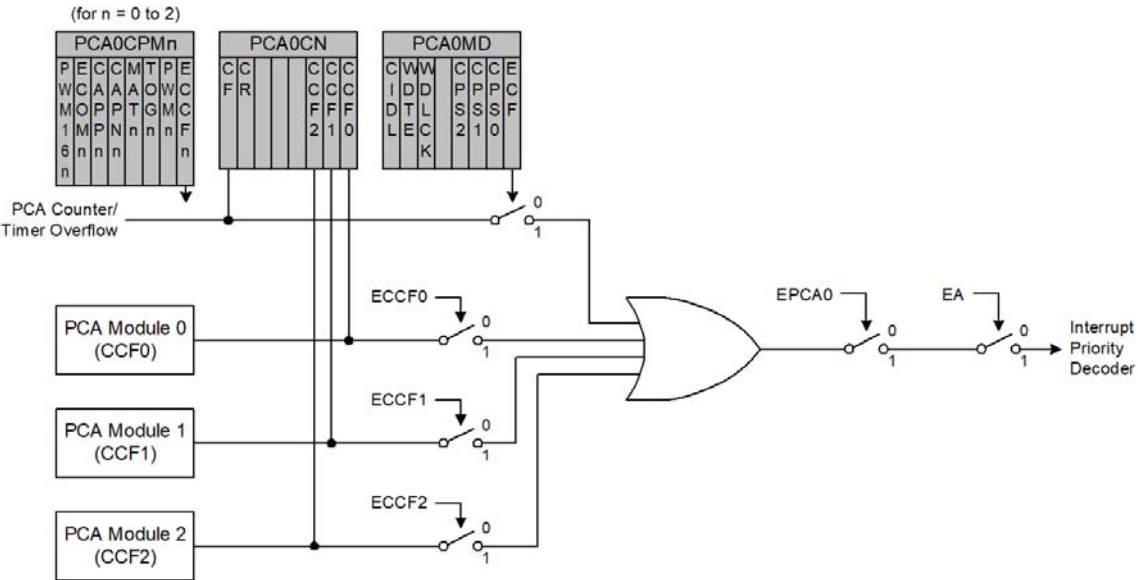 (for n = 0 to 2)
PCA0CPMn
PWM16n
ECOMn
CAPPn
CAPNn
MATn
TOGn
PWMn
ECCFn
PCA0CN
CF
CR
CCF2
CCF1
CCF0
PCA0MD
CIDL
WDTE
WDLCK
CPS2
CPS1
CPS0
ECF
PCA Counter/
Timer Overflow
0
1
PCA Module 0
(CCF0)
ECCF0
0
1
PCA Module 1
(CCF1)
ECCF1
0
1
PCA Module 2
(CCF2)
ECCF2
0
1
EPCA0
0
1
EA
0
1
Interrupt
Priority
Decoder